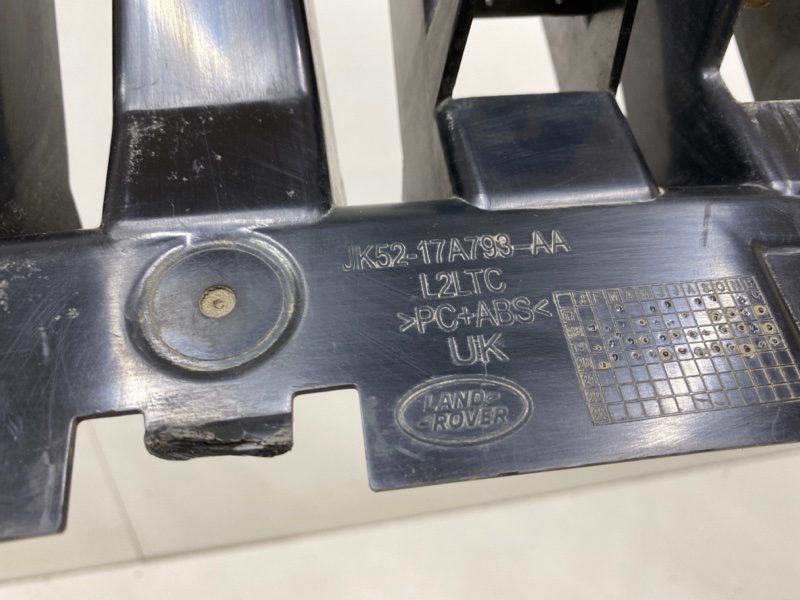 JK52-17A793-AA
L2LTC
>PC+ABS<
UK
LAND-
-ROVER
J F M A M J J A S O N D